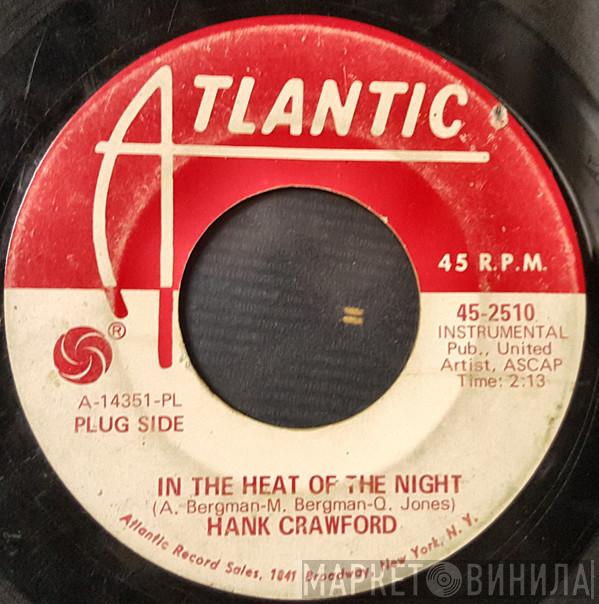 ATLANTIC
45 R.P.M.
45-2510
INSTRUMENTAL
Pub., United
Artist, ASCAP
Time: 2:13
®
A-14351-PL
PLUG SIDE
IN THE HEAT OF THE NIGHT
(A. Bergman-M. Bergman-Q. Jones)
HANK CRAWFORD
Atlantic Record Sales, 1841 Broadway, New York, N. Y.
МАРКЕТ ВИНИЛА